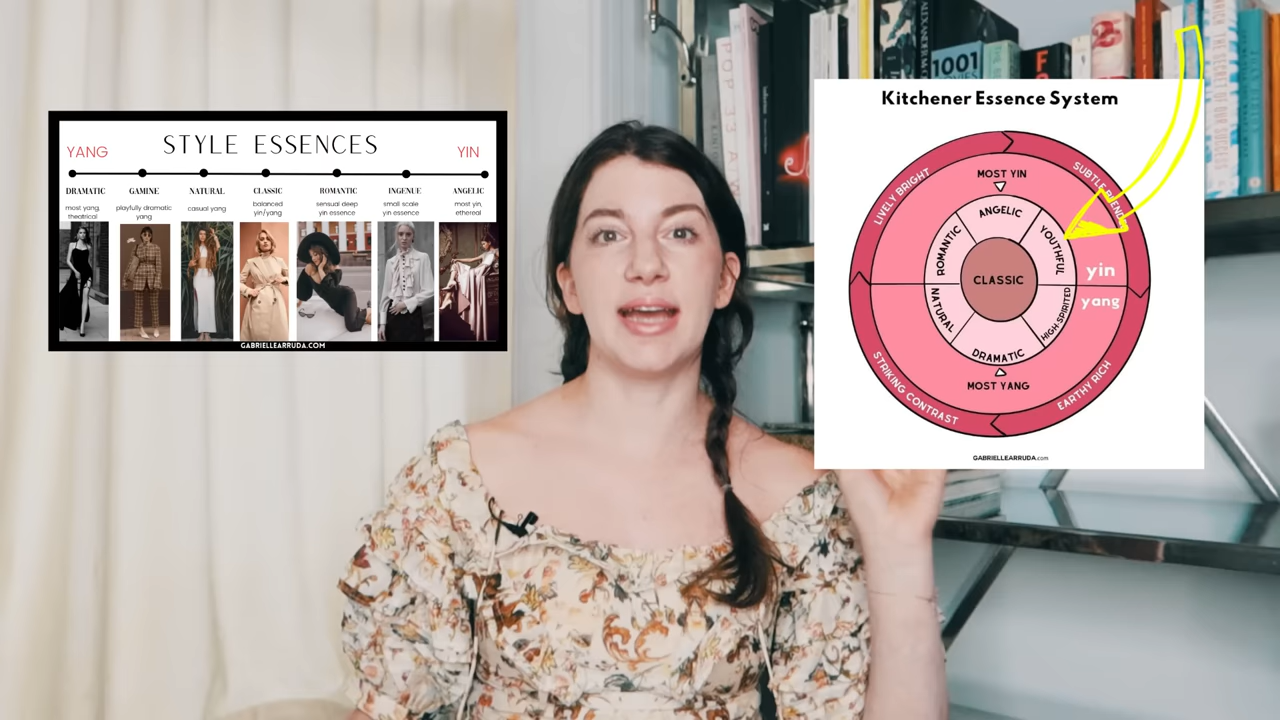 STYLE ESSENCES
YANG
YIN
DRAMATIC
GAMINE
NATURAL
CLASSIC
ROMANTIC
INGENUE
ANGELIC
most yang,
theatrical
playfully dramatic
yang
casual yang
balanced
yin/yang
sensual deep
yin essence
small scale
yin essence
most yin,
ethereal
GABRIELLEARRUDA.COM
1001
Kitchener Essence System
LIVELY BRIGHT
SUBTLE BLEND
MOST YIN
ANGELIC
ROMANTIC
YOUTHFUL
CLASSIC
yin
yang
NATURAL
HIGH-SPIRITED
DRAMATIC
MOST YANG
STRIKING CONTRAST
EARTHY RICH
GABRIELLEARRUDA.com